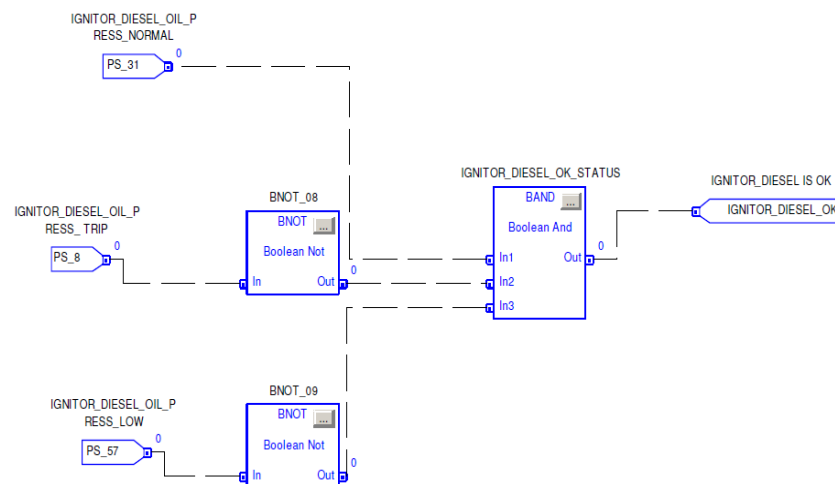 IGNITOR_DIESEL_OIL_P
RESS_NORMAL
0
PS_31
IGNITOR_DIESEL_OK_STATUS
BAND
...
Boolean And
In1
Out
0
In2
In3
IGNITOR_DIESEL IS OK
IGNITOR_DIESEL_OK
BNOT_08
BNOT
...
Boolean Not
In
Out
0
IGNITOR_DIESEL_OIL_P
RESS_ TRIP
0
PS_8
BNOT_09
BNOT
...
Boolean Not
In
Out
0
IGNITOR_DIESEL_OIL_P
RESS_LOW
0
PS_57